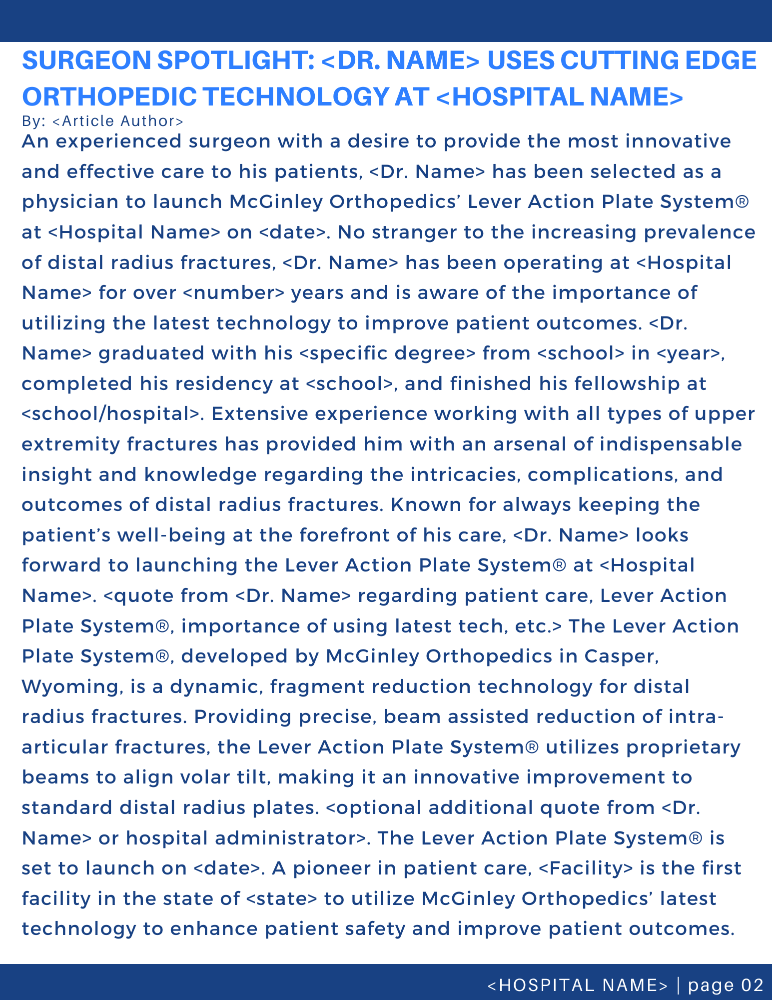 SURGEON SPOTLIGHT: <DR. NAME> USES CUTTING EDGE
ORTHOPEDIC TECHNOLOGY AT <HOSPITAL NAME>
By: <Article Author>
An experienced surgeon with a desire to provide the most innovative
and effective care to his patients, <Dr. Name> has been selected as a
physician to launch McGinley Orthopedics’ Lever Action Plate System®
at <Hospital Name> on <date>. No stranger to the increasing prevalence
of distal radius fractures, <Dr. Name> has been operating at <Hospital
Name> for over <number> years and is aware of the importance of
utilizing the latest technology to improve patient outcomes. <Dr.
Name> graduated with his <specific degree> from <school> in <year>,
completed his residency at <school>, and finished his fellowship at
<school/hospital>. Extensive experience working with all types of upper
extremity fractures has provided him with an arsenal of indispensable
insight and knowledge regarding the intricacies, complications, and
outcomes of distal radius fractures. Known for always keeping the
patient’s well-being at the forefront of his care, <Dr. Name> looks
forward to launching the Lever Action Plate System® at <Hospital
Name>. <quote from <Dr. Name> regarding patient care, Lever Action
Plate System®, importance of using latest tech, etc.> The Lever Action
Plate System®, developed by McGinley Orthopedics in Casper,
Wyoming, is a dynamic, fragment reduction technology for distal
radius fractures. Providing precise, beam assisted reduction of intra-
articular fractures, the Lever Action Plate System® utilizes proprietary
beams to align volar tilt, making it an innovative improvement to
standard distal radius plates. <optional additional quote from <Dr.
Name> or hospital administrator>. The Lever Action Plate System® is
set to launch on <date>. A pioneer in patient care, <Facility> is the first
facility in the state of <state> to utilize McGinley Orthopedics’ latest
technology to enhance patient safety and improve patient outcomes.
<HOSPITAL NAME> | page 02